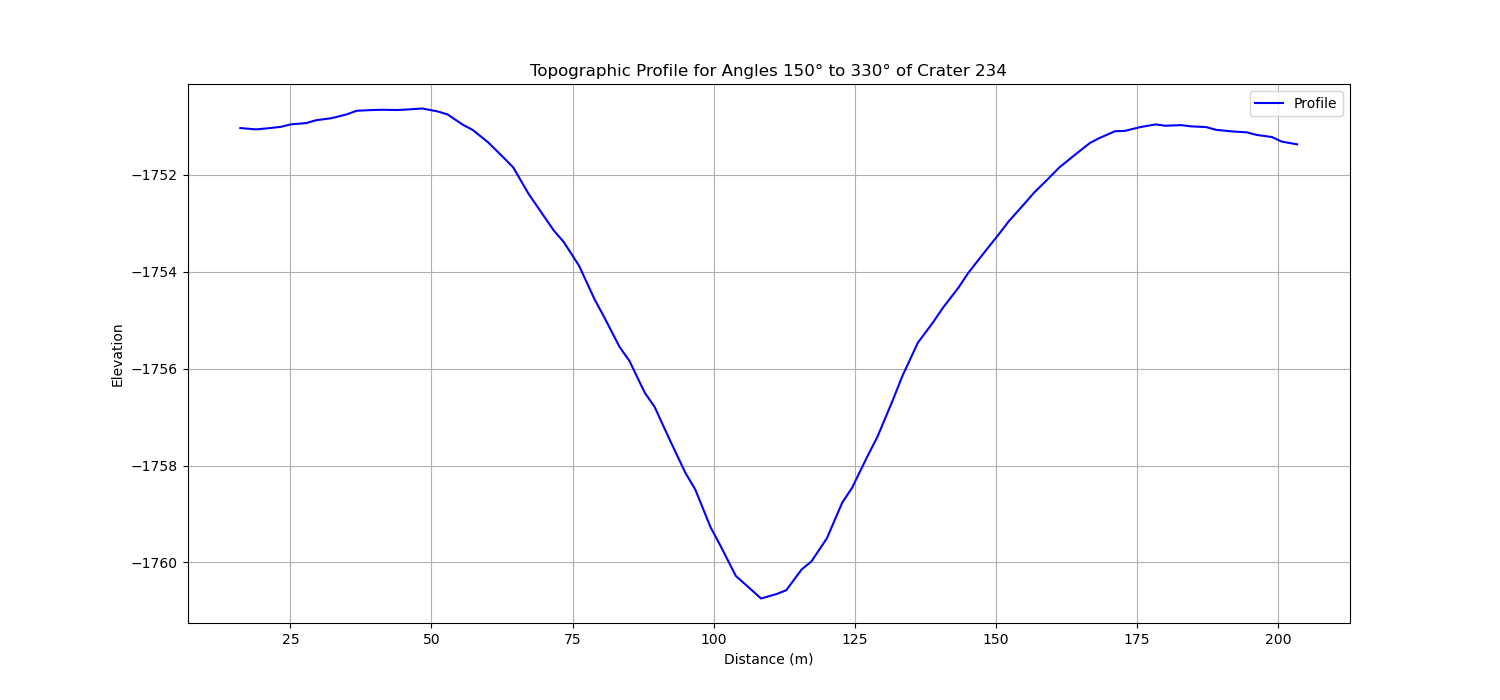 Topographic Profile for Angles 150° to 330° of Crater 234
Profile
Elevation
−1752
−1754
−1756
−1758
−1760
25 50 75 100 125 150 175 200
Distance (m)